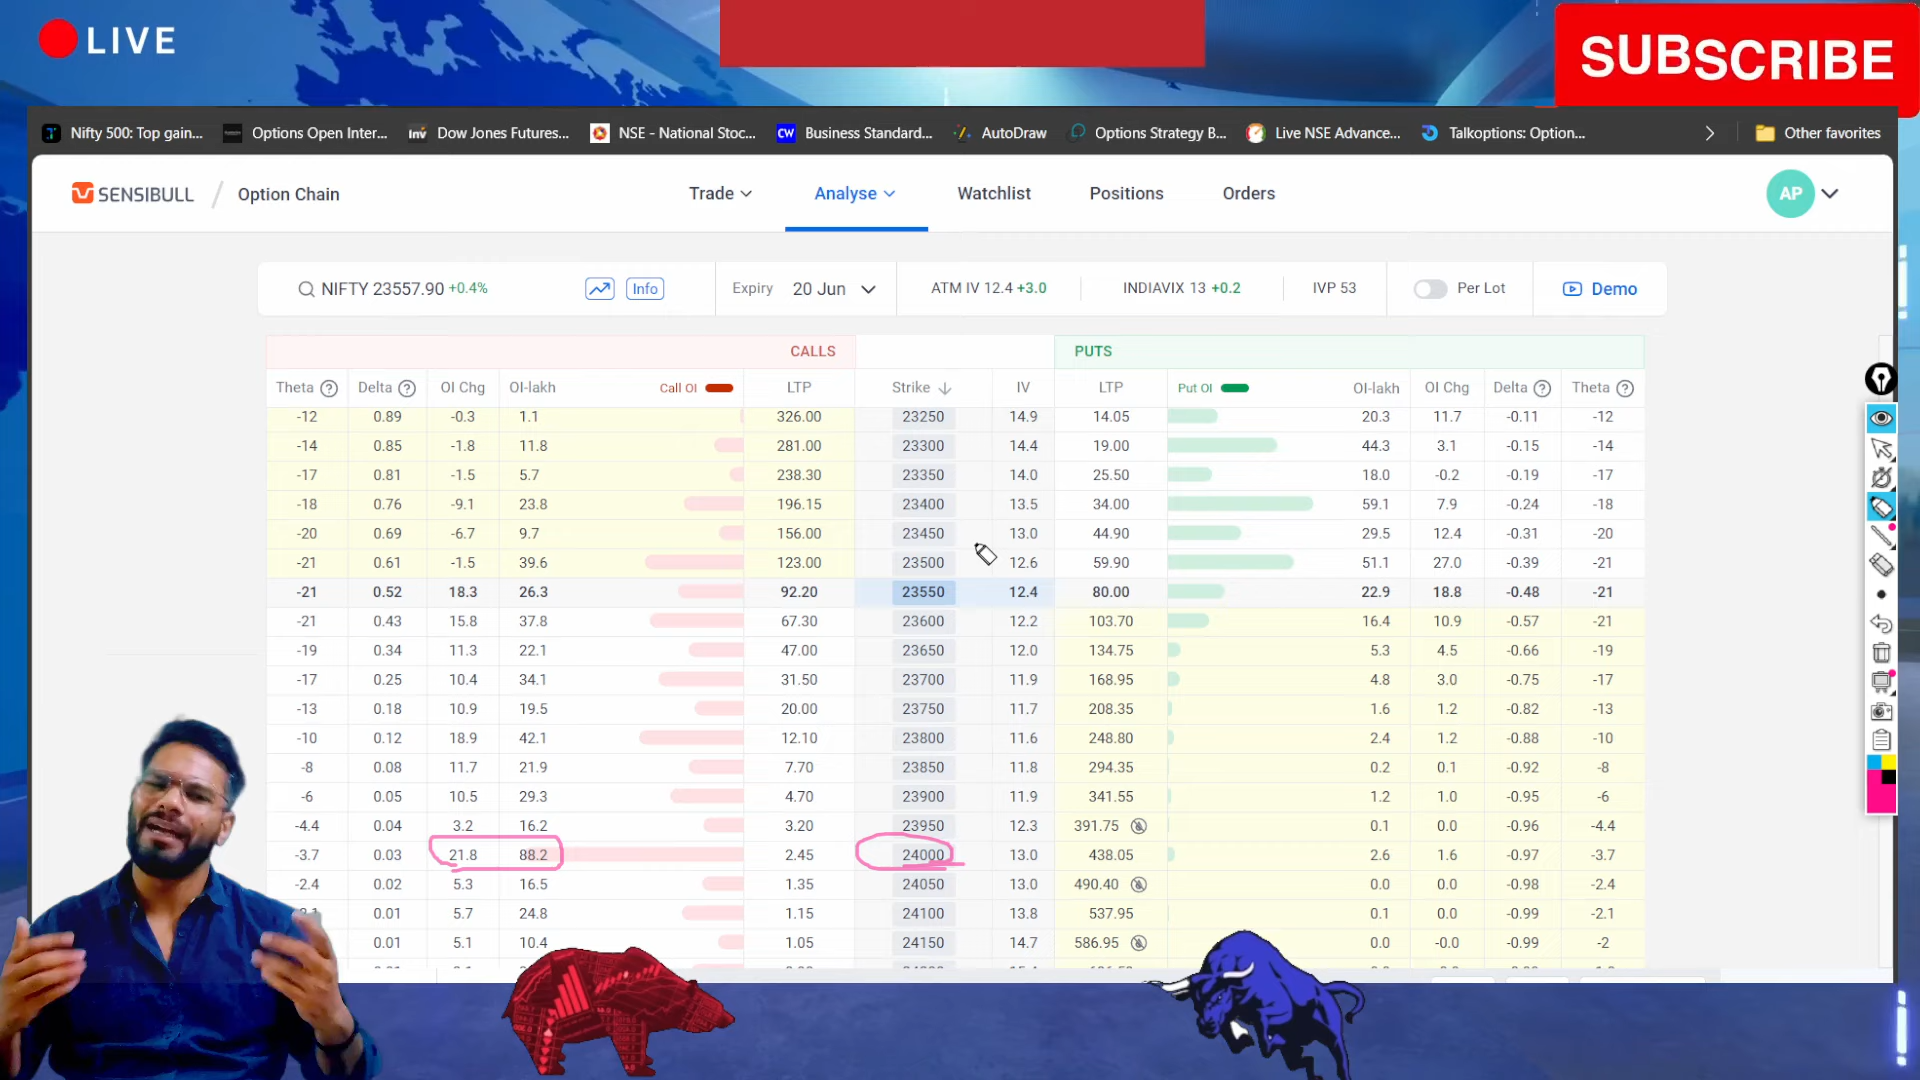 LIVE
SUBSCRIBE
Nifty 500: Top gain... Options Open Inter... Dow Jones Futures... NSE - National Stoc... CW Business Standard... AutoDraw Options Strategy B... Live NSE Advance... Talkoptions: Option... Other favorites
SENSIBULL / Option Chain Trade Analyse Watchlist Positions Orders AP
NIFTY 23557.90 +0.4% Info Expiry 20 Jun ATM IV 12.4 +3.0 INDIAVIX 13 +0.2 IVP 53 Per Lot Demo
CALLS PUTS
Theta Delta OI Chg OI-lakh Call OI LTP Strike IV LTP Put OI OI-lakh OI Chg Delta Theta
-12 0.89 -0.3 1.1 326.00 23250 14.9 14.05 20.3 11.7 -0.11 -12
-14 0.85 -1.8 11.8 281.00 23300 14.4 19.00 44.3 3.1 -0.15 -14
-17 0.81 -1.5 5.7 238.30 23350 14.0 25.50 18.0 -0.2 -0.19 -17
-18 0.76 -9.1 23.8 196.15 23400 13.5 34.00 59.1 7.9 -0.24 -18
-20 0.69 -6.7 9.7 156.00 23450 13.0 44.90 29.5 12.4 -0.31 -20
-21 0.61 -1.5 39.6 123.00 23500 12.6 59.90 51.1 27.0 -0.39 -21
-21 0.52 18.3 26.3 92.20 23550 12.4 80.00 22.9 18.8 -0.48 -21
-21 0.43 15.8 37.8 67.30 23600 12.2 103.70 16.4 10.9 -0.57 -21
-19 0.34 11.3 22.1 47.00 23650 12.0 134.75 5.3 4.5 -0.66 -19
-17 0.25 10.4 34.1 31.50 23700 11.9 168.95 4.8 3.0 -0.75 -17
-13 0.18 10.9 19.5 20.00 23750 11.7 208.35 1.6 1.2 -0.82 -13
-10 0.12 18.9 42.1 12.10 23800 11.6 248.80 2.4 1.2 -0.88 -10
-8 0.08 11.7 21.9 7.70 23850 11.8 294.35 0.2 0.1 -0.92 -8
-6 0.05 10.5 29.3 4.70 23900 11.9 341.55 1.2 1.0 -0.95 -6
-4.4 0.04 3.2 16.2 3.20 23950 12.3 391.75 0.1 0.0 -0.96 -4.4
-3.7 0.03 21.8 88.2 2.45 24000 13.0 438.05 2.6 1.6 -0.97 -3.7
-2.4 0.02 5.3 16.5 1.35 24050 13.0 490.40 0.0 0.0 -0.98 -2.4
0.01 5.7 24.8 1.15 24100 13.8 537.95 0.1 0.0 -0.99 -2.1
0.01 5.1 10.4 1.05 24150 14.7 586.95 0.0 -0.0 -0.99 -2